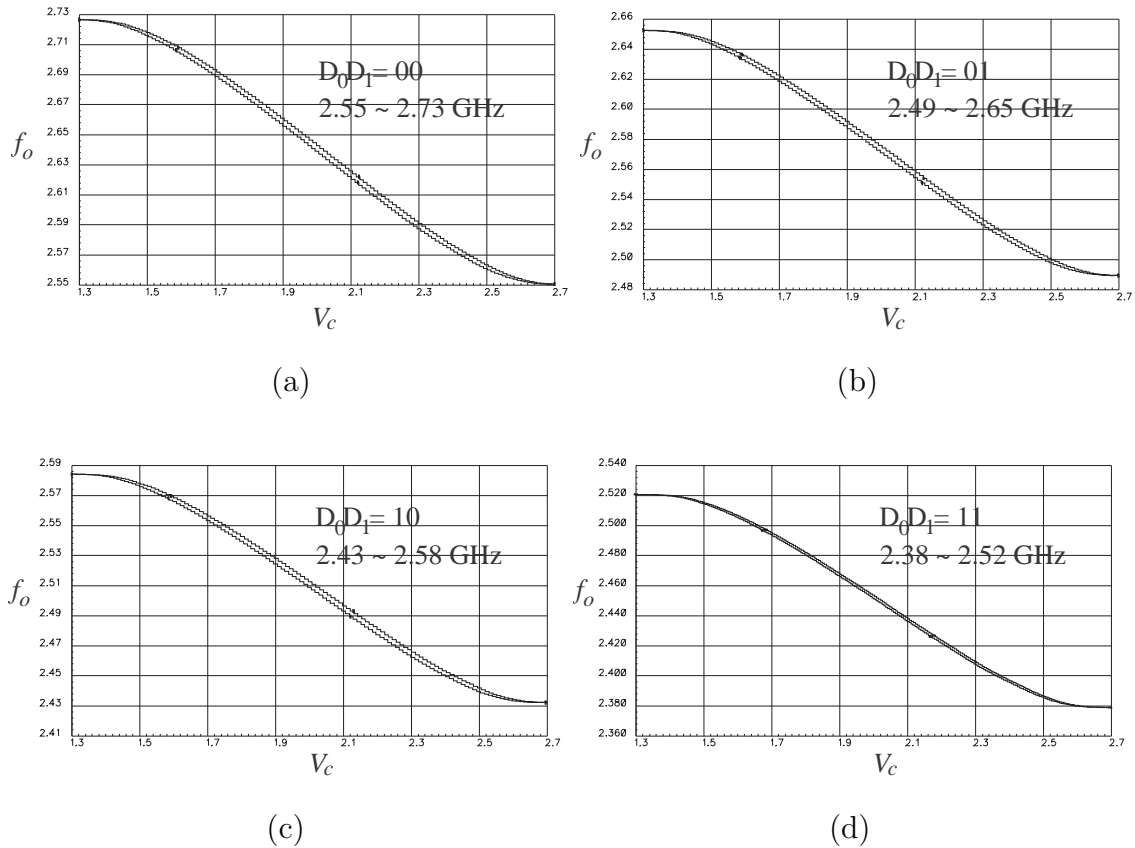 2.73
2.71
2.69
2.67
2.65
2.63
2.61
2.59
2.57
2.55
fo
D0D1= 00
2.55 ~ 2.73 GHz
1.3 1.5 1.7 1.9 2.1 2.3 2.5 2.7
Vc
(a)
2.66
2.64
2.62
2.60
2.58
2.56
2.54
2.52
2.50
2.48
fo
D0D1= 01
2.49 ~ 2.65 GHz
1.3 1.5 1.7 1.9 2.1 2.3 2.5 2.7
Vc
(b)
2.59
2.57
2.55
2.53
2.51
2.49
2.47
2.45
2.43
2.41
fo
D0D1= 10
2.43 ~ 2.58 GHz
1.3 1.5 1.7 1.9 2.1 2.3 2.5 2.7
Vc
(c)
2.540
2.520
2.500
2.480
2.460
2.440
2.420
2.400
2.380
2.360
fo
D0D1= 11
2.38 ~ 2.52 GHz
1.3 1.5 1.7 1.9 2.1 2.3 2.5 2.7
Vc
(d)